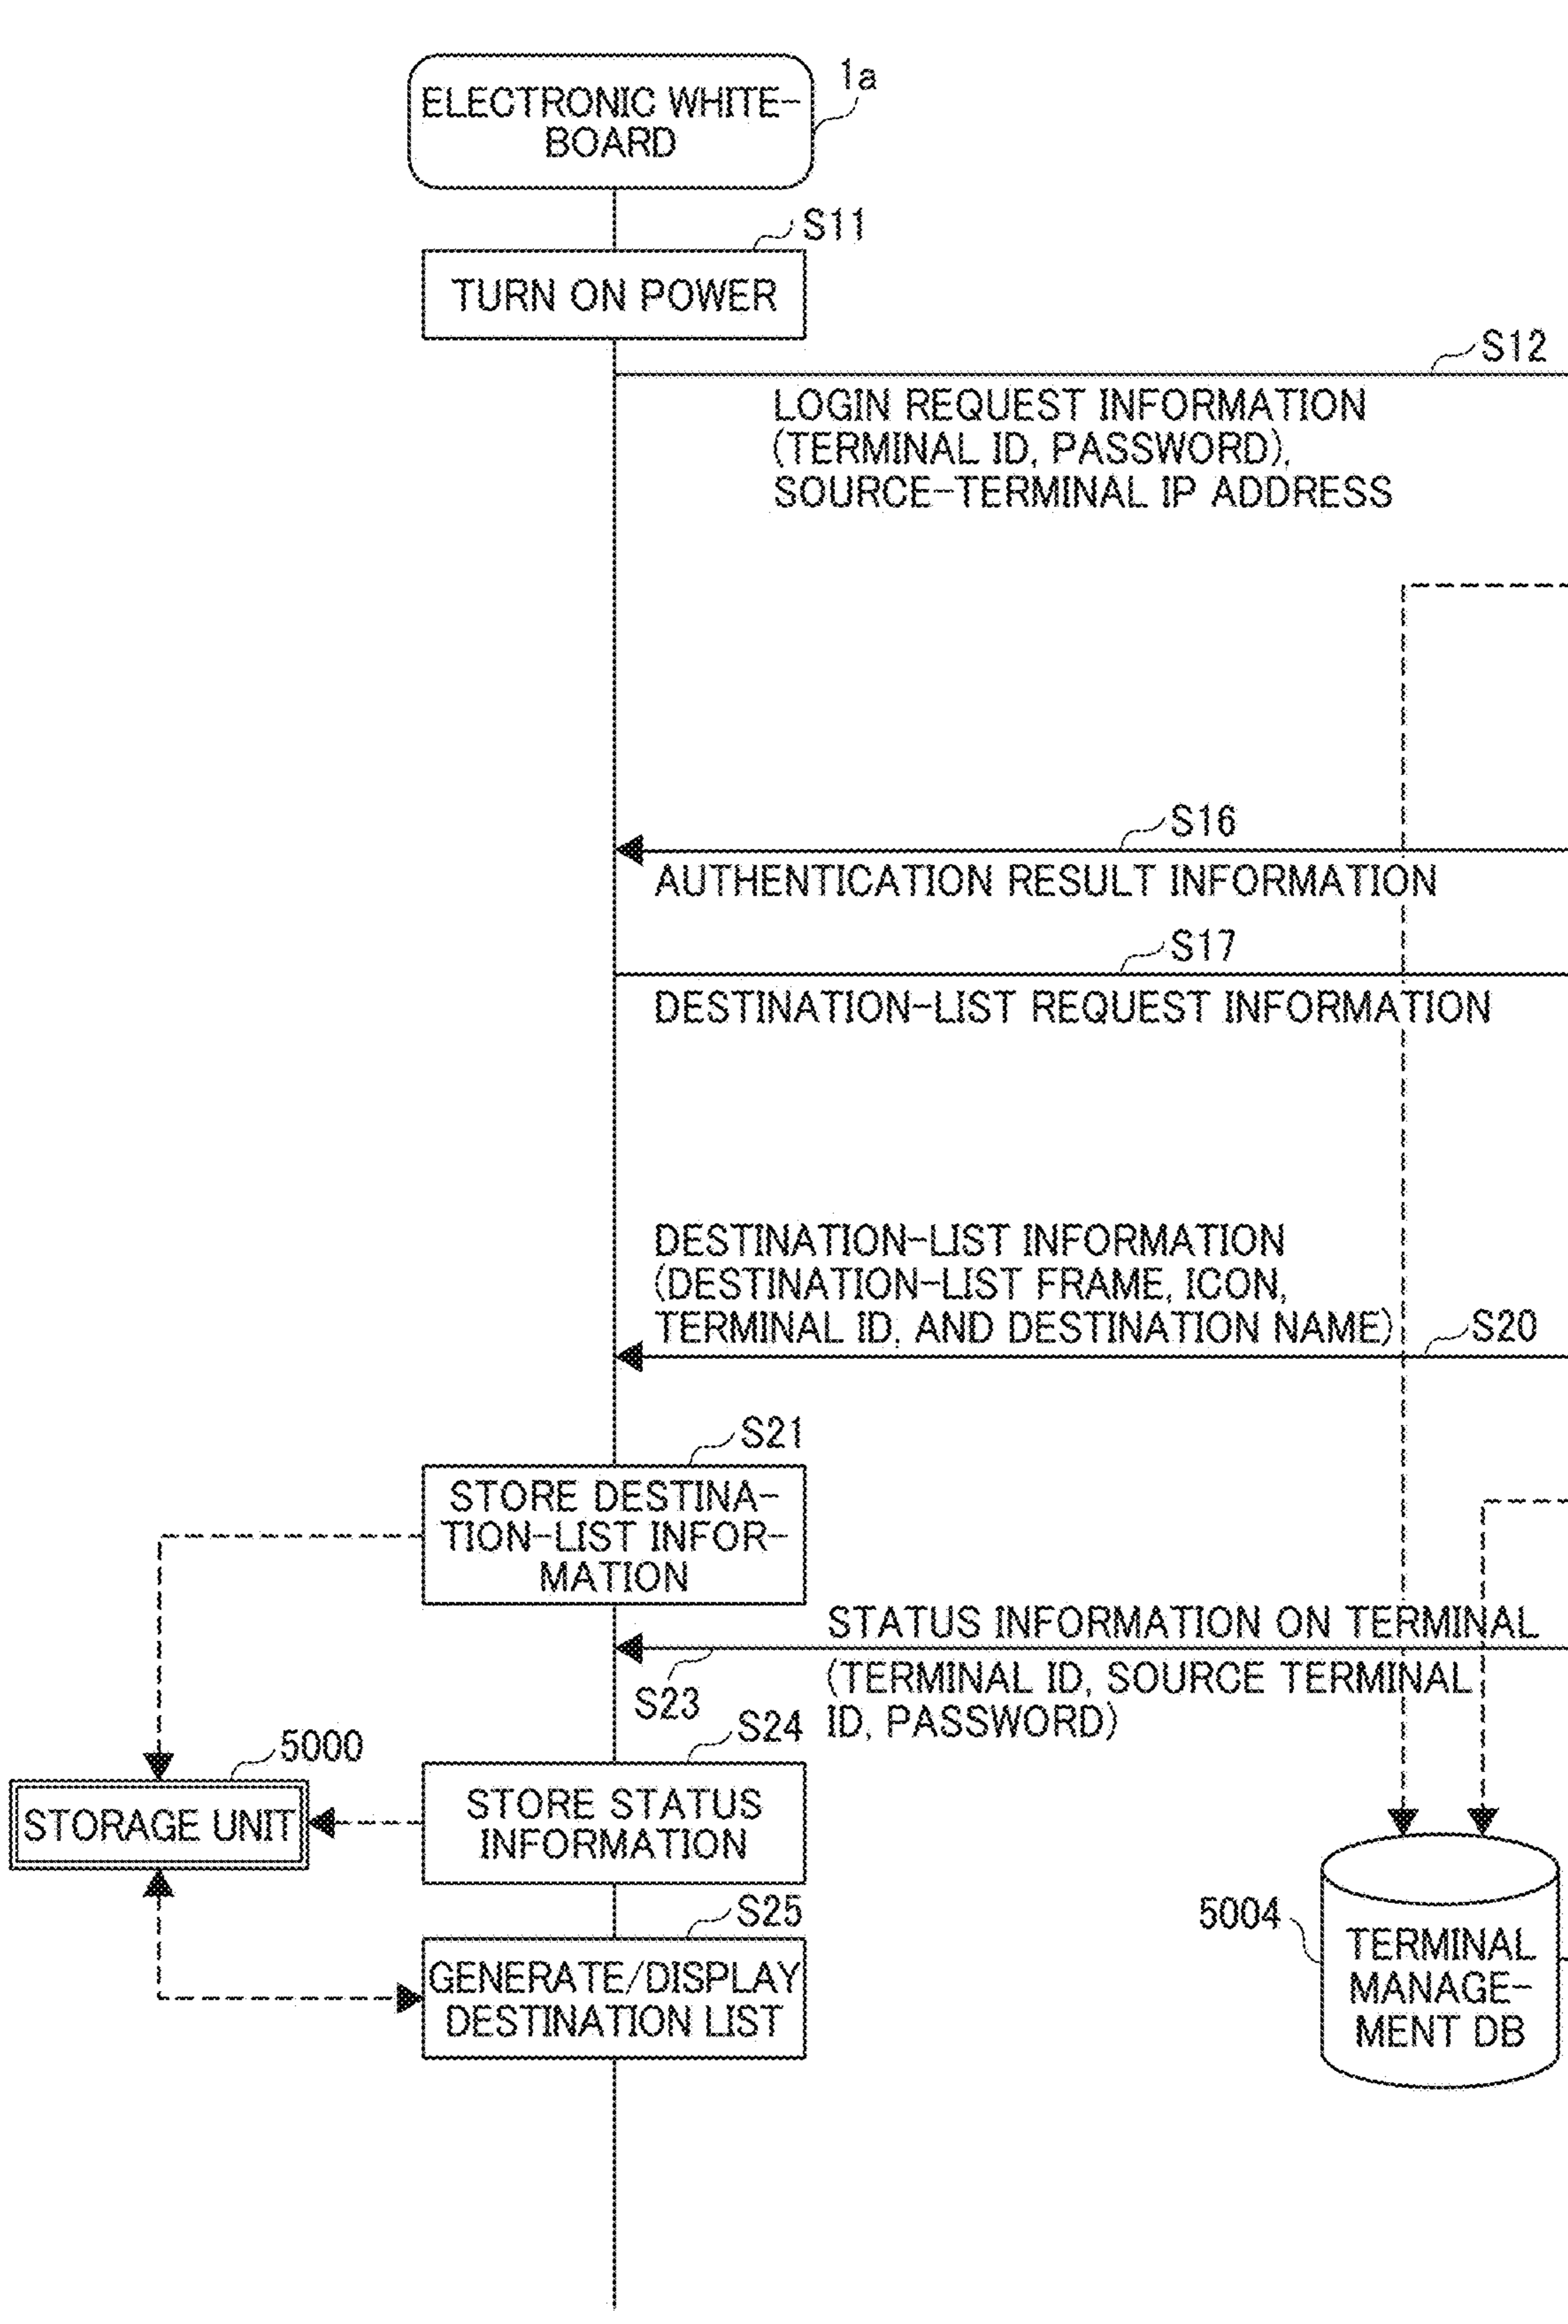 1a
ELECTRONIC WHITE-
BOARD
S11
TURN ON POWER
S12
LOGIN REQUEST INFORMATION
(TERMINAL ID, PASSWORD),
SOURCE-TERMINAL IP ADDRESS
S16
AUTHENTICATION RESULT INFORMATION
S17
DESTINATION-LIST REQUEST INFORMATION
DESTINATION-LIST INFORMATION
(DESTINATION-LIST FRAME, ICON,
TERMINAL ID, AND DESTINATION NAME)
S20
S21
STORE DESTINA-
TION-LIST INFOR-
MATION
STATUS INFORMATION ON TERMINAL
(TERMINAL ID, SOURCE TERMINAL
ID, PASSWORD)
S23
S24
5000
STORAGE UNIT
STORE STATUS
INFORMATION
S25
GENERATE/DISPLAY
DESTINATION LIST
5004
TERMINAL
MANAGE-
MENT DB